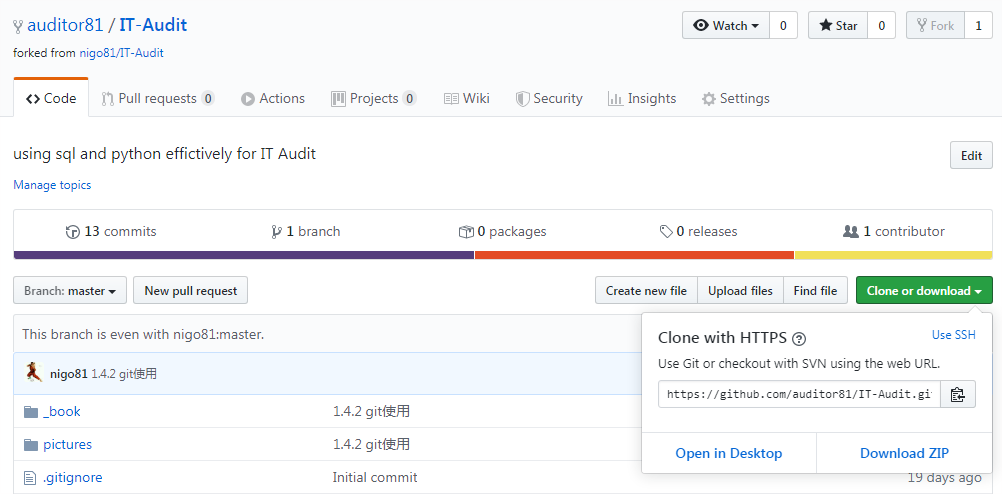 auditor81 / IT-Audit
Watch 0 Star 0 Fork 1
forked from nigo81/IT-Audit
Code Pull requests 0 Actions Projects 0 Wiki Security Insights Settings
using sql and python effictively for IT Audit
Edit
Manage topics
13 commits 1 branch 0 packages 0 releases 1 contributor
Branch: master New pull request Create new file Upload files Find file Clone or download
This branch is even with nigo81:master.
Clone with HTTPS ? Use SSH
Use Git or checkout with SVN using the web URL.
nigo81 1.4.2 git使用
https://github.com/auditor81/IT-Audit.git
_book 1.4.2 git使用
pictures 1.4.2 git使用
Open in Desktop Download ZIP
.gitignore Initial commit 19 days ago